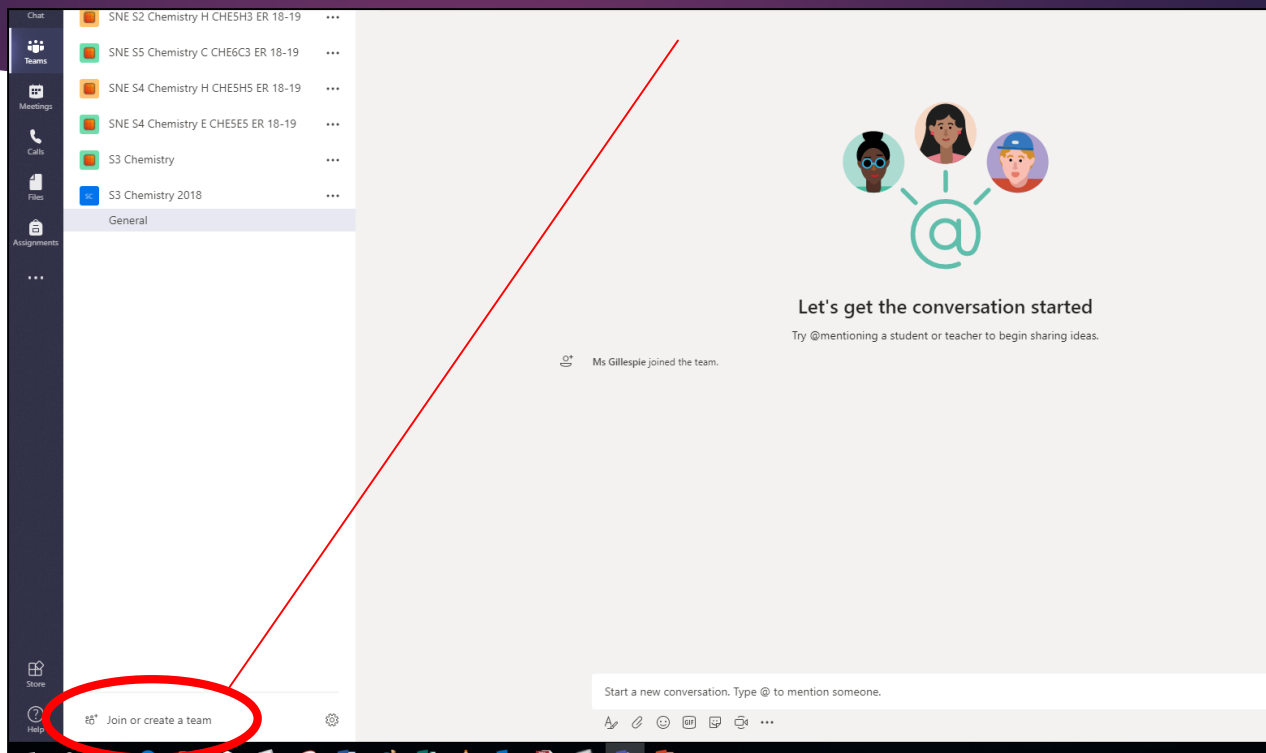 Chat
Teams
Meetings
Calls
Files
Assignments
Store
Help
SNE S2 Chemistry H CHE5H3 ER 18-19
SNE S5 Chemistry C CHE6C3 ER 18-19
SNE S4 Chemistry H CHE5H5 ER 18-19
SNE S4 Chemistry E CHE5E5 ER 18-19
S3 Chemistry
SC S3 Chemistry 2018
General
Join or create a team
@
Let's get the conversation started
Try @mentioning a student or teacher to begin sharing ideas.
Ms Gillespie joined the team.
Start a new conversation. Type @ to mention someone.
GIF